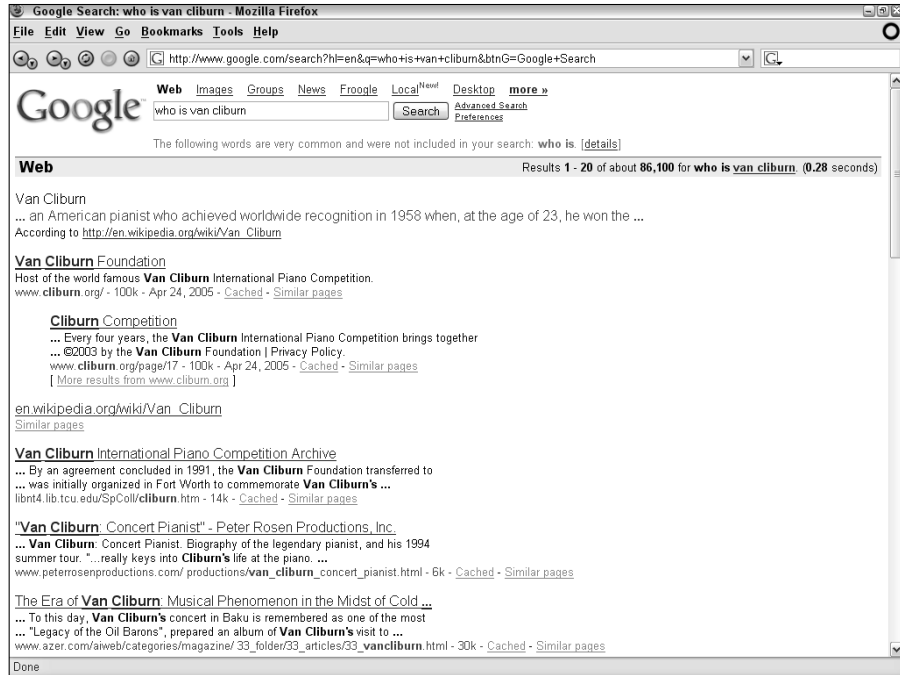 Google Search: who is van cliburn - Mozilla Firefox
File Edit View Go Bookmarks Tools Help
G http://www.google.com/search?hl=en&q=who+is+van+cliburn&btnG=Google+Search G
Web Images Groups News Froogle Local New! Desktop more »
Google™ who is van cliburn Search Advanced Search
Preferences
The following words are very common and were not included in your search: who is. [details]
Web Results 1 - 20 of about 86,100 for who is van cliburn. (0.28 seconds)
Van Cliburn
... an American pianist who achieved worldwide recognition in 1958 when, at the age of 23, he won the ...
According to http://en.wikipedia.org/wiki/Van_Cliburn
Van Cliburn Foundation
Host of the world famous Van Cliburn International Piano Competition.
www.cliburn.org/ - 100k - Apr 24, 2005 - Cached - Similar pages
Cliburn Competition
... Every four years, the Van Cliburn International Piano Competition brings together
... ©2003 by the Van Cliburn Foundation | Privacy Policy.
www.cliburn.org/page/17 - 100k - Apr 24, 2005 - Cached - Similar pages
[ More results from www.cliburn.org ]
en.wikipedia.org/wiki/Van_Cliburn
Similar pages
Van Cliburn International Piano Competition Archive
... By an agreement concluded in 1991, the Van Cliburn Foundation transferred to
... was initially organized in Fort Worth to commemorate Van Cliburn's ...
libnt4.lib.tcu.edu/SpColl/cliburn.htm - 14k - Cached - Similar pages
"Van Cliburn: Concert Pianist" - Peter Rosen Productions, Inc.
... Van Cliburn: Concert Pianist. Biography of the legendary pianist, and his 1994
summer tour. "...really keys into Cliburn's life at the piano. ...
www.peterrosenproductions.com/ productions/van_cliburn_concert_pianist.html - 6k - Cached - Similar pages
The Era of Van Cliburn: Musical Phenomenon in the Midst of Cold ...
... To this day, Van Cliburn's concert in Baku is remembered as one of the most
... "Legacy of the Oil Barons", prepared an album of Van Cliburn's visit to ...
www.azer.com/aiweb/categories/magazine/ 33_folder/33_articles/33_vancliburn.html - 30k - Cached - Similar pages
Done